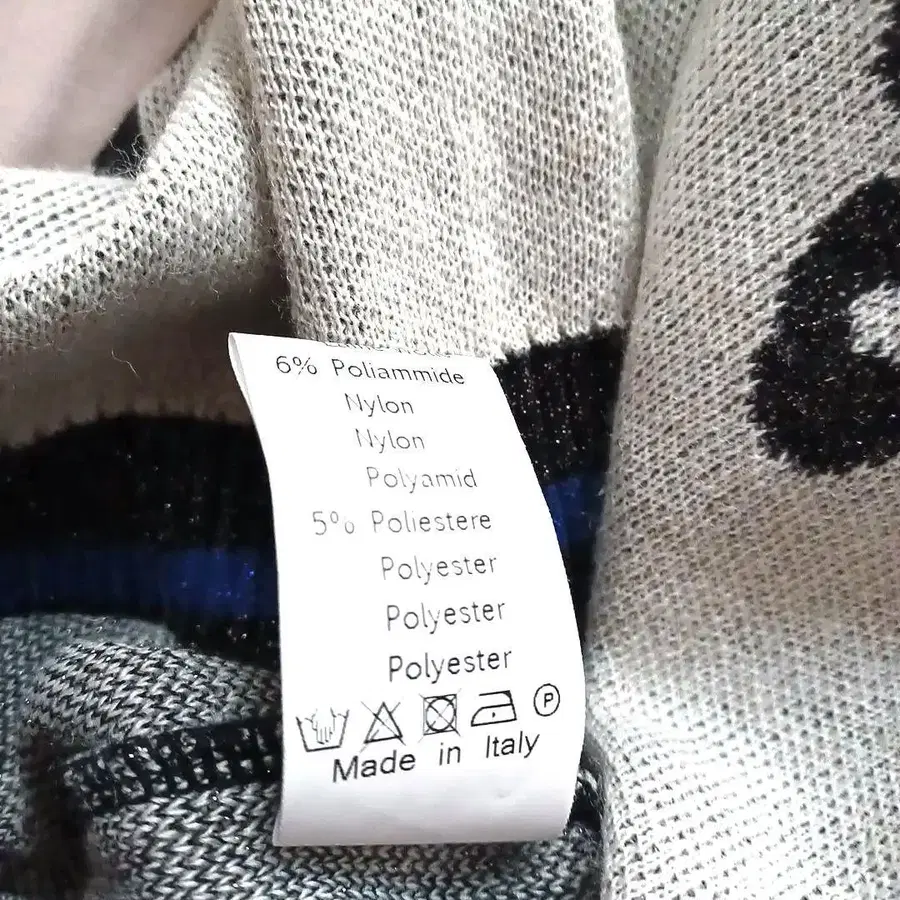 6% Poliammide
Nylon
Nylon
Polyamid
5% Poliestere
Polyester
Polyester
Polyester
P
Made in Italy